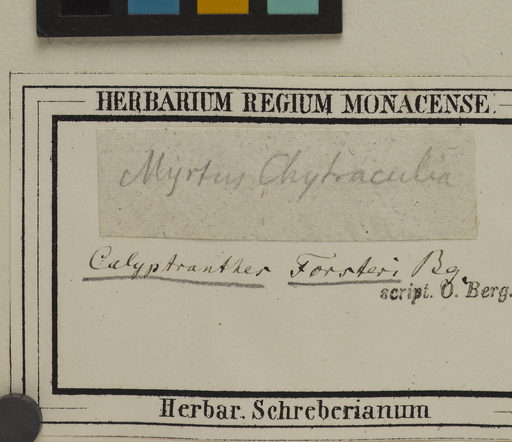 HERBARIUM REGIUM MONACENSE.
Myrtus Chytraculia
Calyptranthes Forsteri Bg.
script. O. Berg.
Herbar. Schreberianum